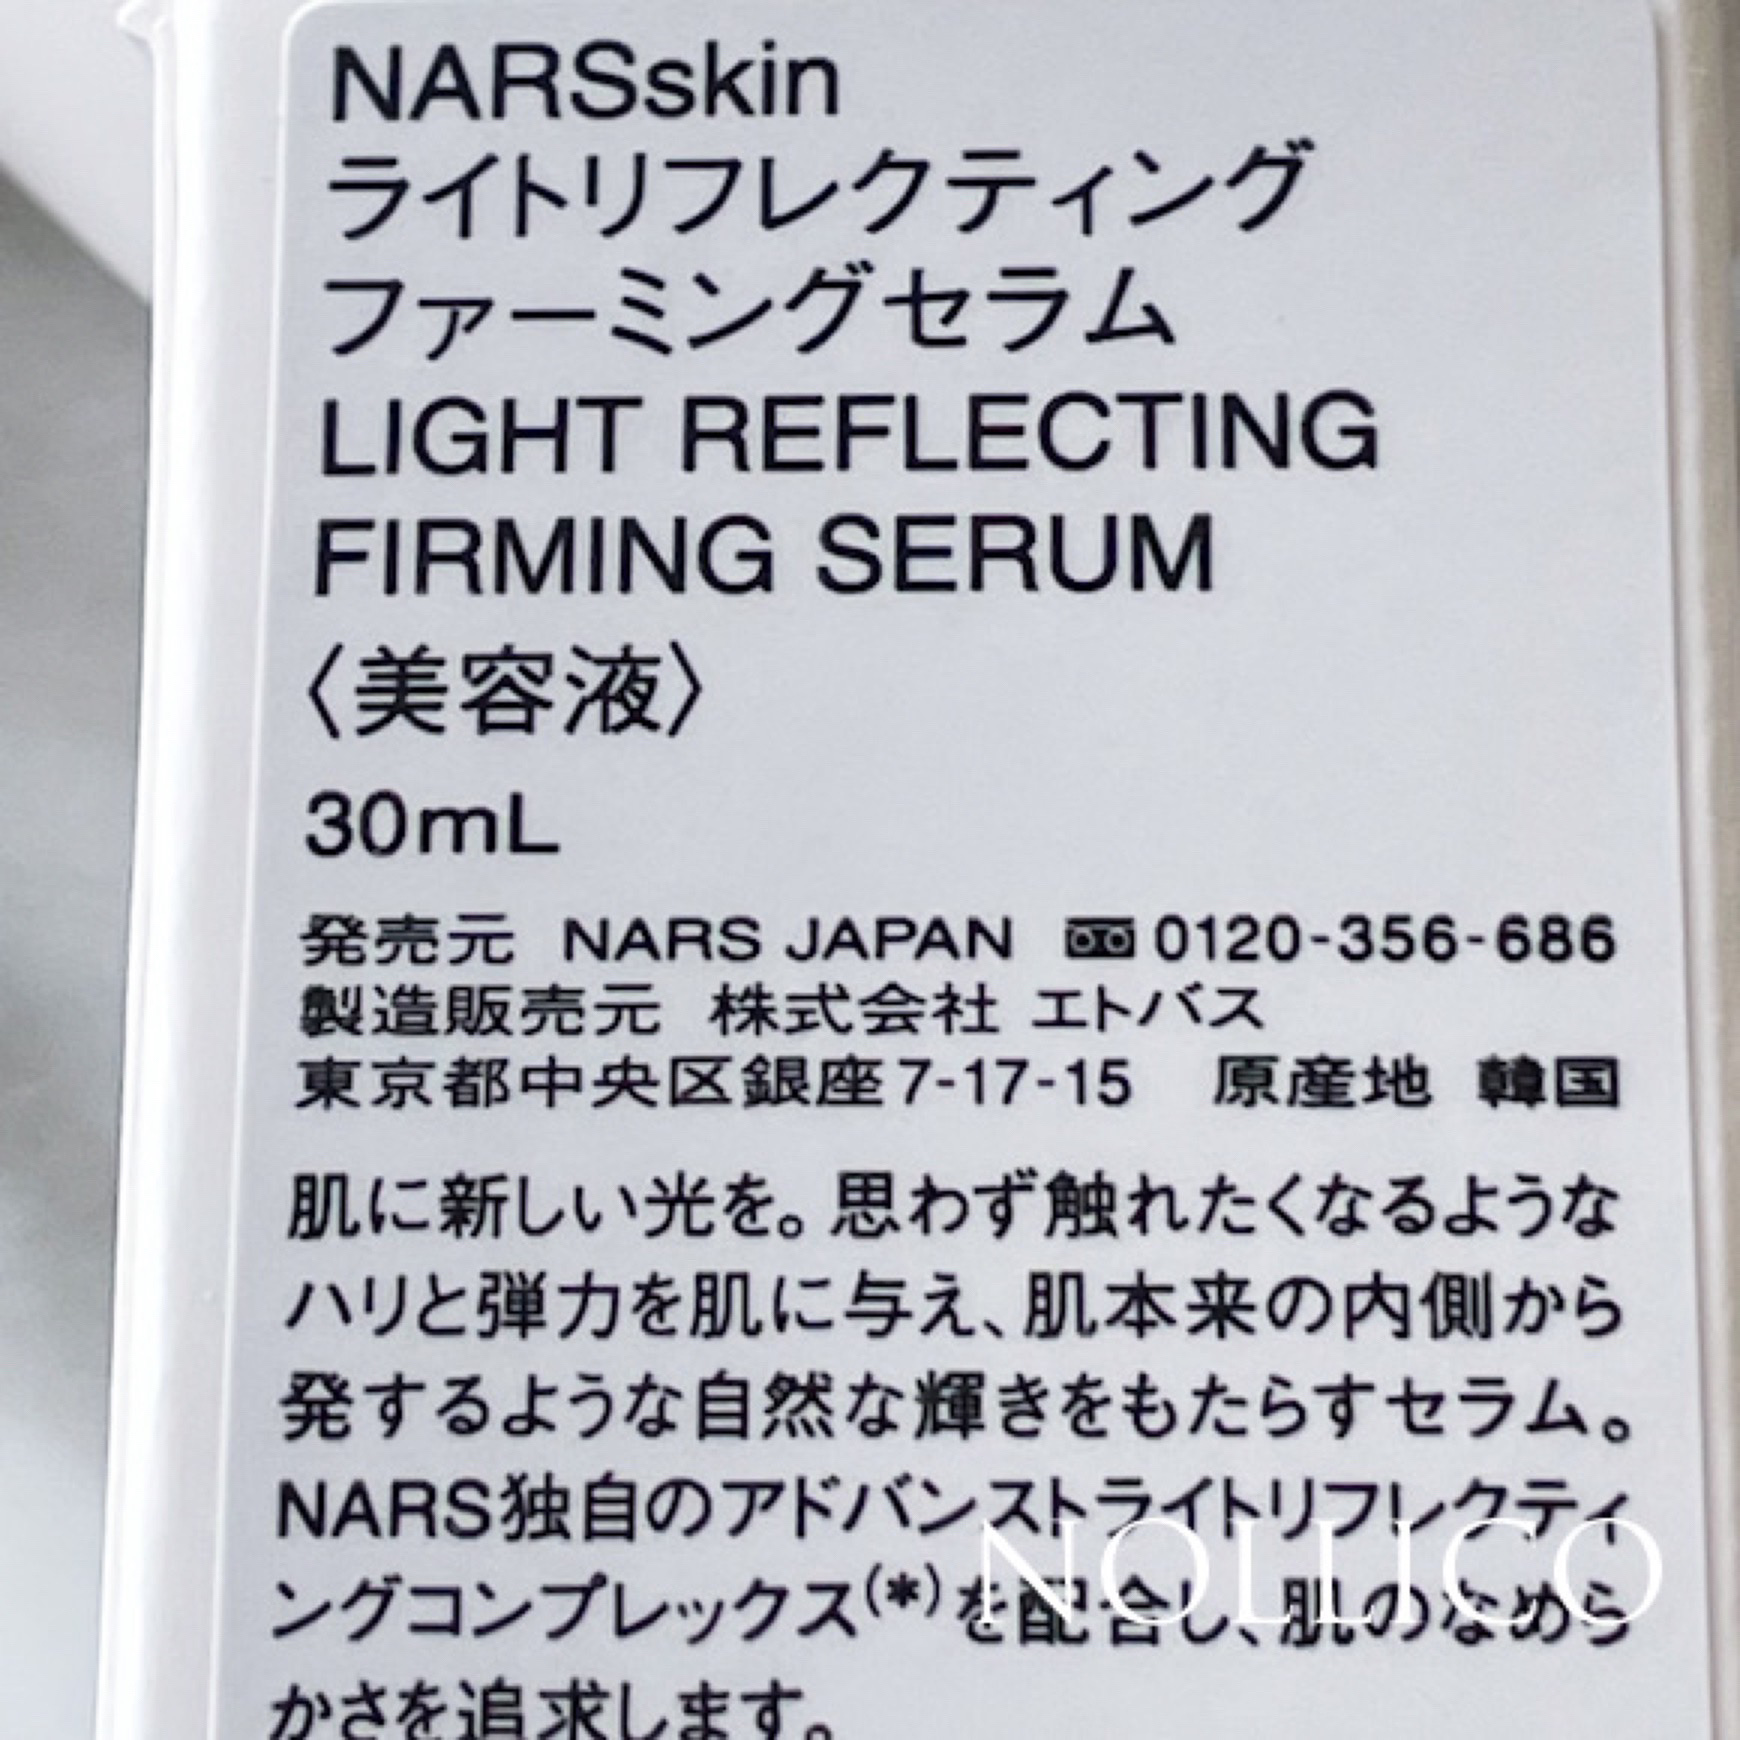 NARSskin
ライトリフレクティング
ファーミングセラム
LIGHT REFLECTING
FIRMING SERUM
〈美容液〉
30mL
発売元 NARS JAPAN 0120-356-686
製造販売元 株式会社 エトバス
東京都中央区銀座7-17-15 原産地 韓国
肌に新しい光を。思わず触れたくなるような
ハリと弾力を肌に与え、肌本来の内側から
発するような自然な輝きをもたらすセラム。
NARS独自のアドバンストライトリフレクティ
ングコンプレックス(*)を配合し、肌のなめら
かさを追求します。
NOLLICO